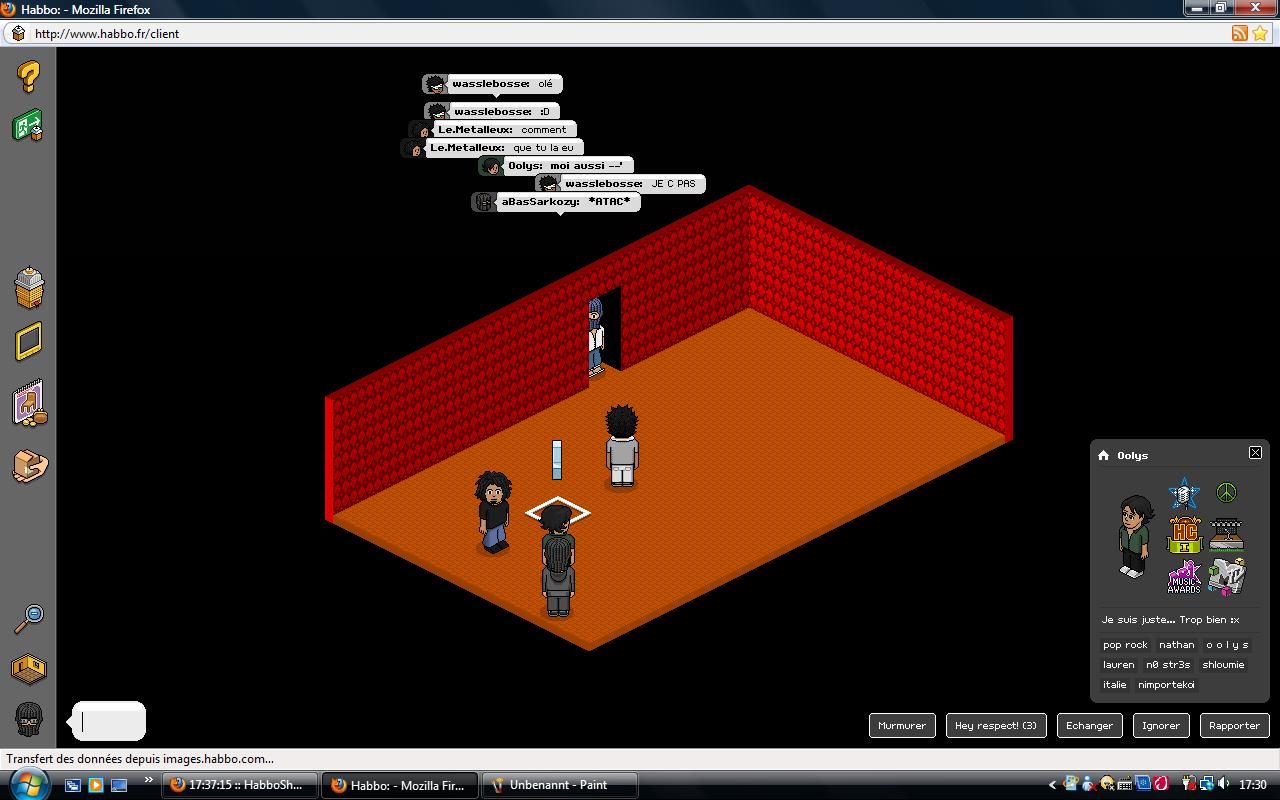 Habbo: - Mozilla Firefox
http://www.habbo.fr/client
wasslebosse: olé
wasslebosse: :D
Le.Metalleux: comment
Le.Metalleux: que tu la eu
Oolys: moi aussi --'
wasslebosse: JE C PAS
aBasSarkozy: *ATAC*
Oolys
HC
I
MUSIC
AWARDS
Je suis juste... Trop bien :x
pop rock nathan o o l y s
lauren n0 str3s shloumie
italie nimportekoi
Murmurer Hey respect! (3) Echanger Ignorer Rapporter
Transfert des données depuis images.habbo.com...
17:37:15 :: HabboSh... Habbo: - Mozilla Fir... Unbenannt - Paint 17:30